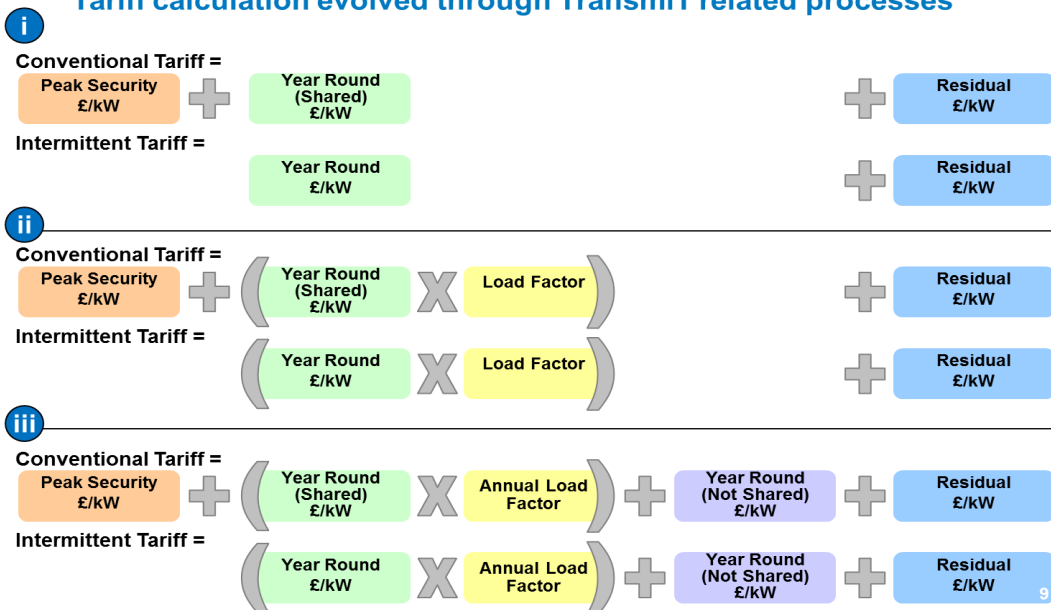 Tariff calculation evolved through TransmiT related processes
i
Conventional Tariff =
Peak Security
£/kW
Year Round
(Shared)
£/kW
Residual
£/kW
Intermittent Tariff =
Year Round
£/kW
Residual
£/kW
ii
Conventional Tariff =
Peak Security
£/kW
Year Round
(Shared)
£/kW
Load Factor
Residual
£/kW
Intermittent Tariff =
Year Round
£/kW
Load Factor
Residual
£/kW
iii
Conventional Tariff =
Peak Security
£/kW
Year Round
(Shared)
£/kW
Annual Load
Factor
Year Round
(Not Shared)
£/kW
Residual
£/kW
Intermittent Tariff =
Year Round
£/kW
Annual Load
Factor
Year Round
(Not Shared)
£/kW
Residual
£/kW
9